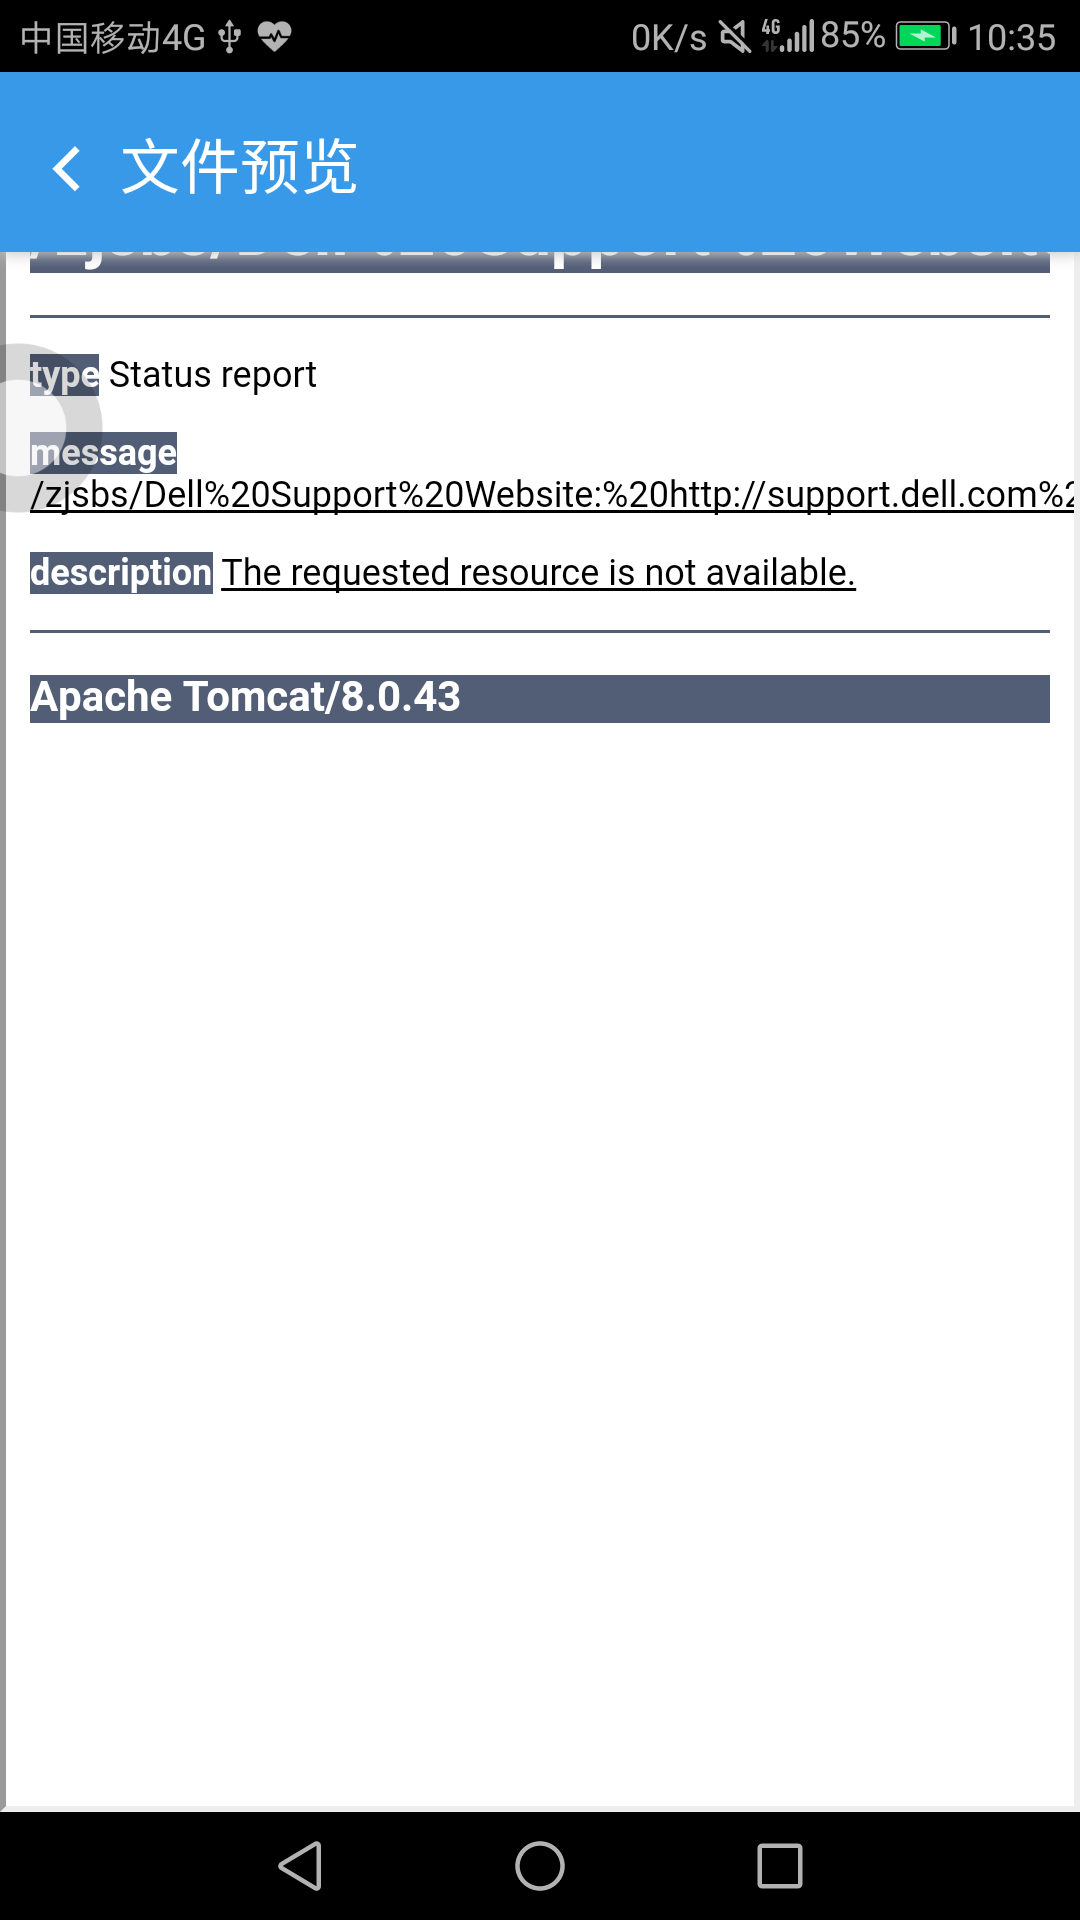 中国移动4G 0K/s 4G 85% 10:35
文件预览
type Status report
message
/zjsbs/Dell%20Support%20Website:%20http://support.dell.com%2
description The requested resource is not available.
Apache Tomcat/8.0.43